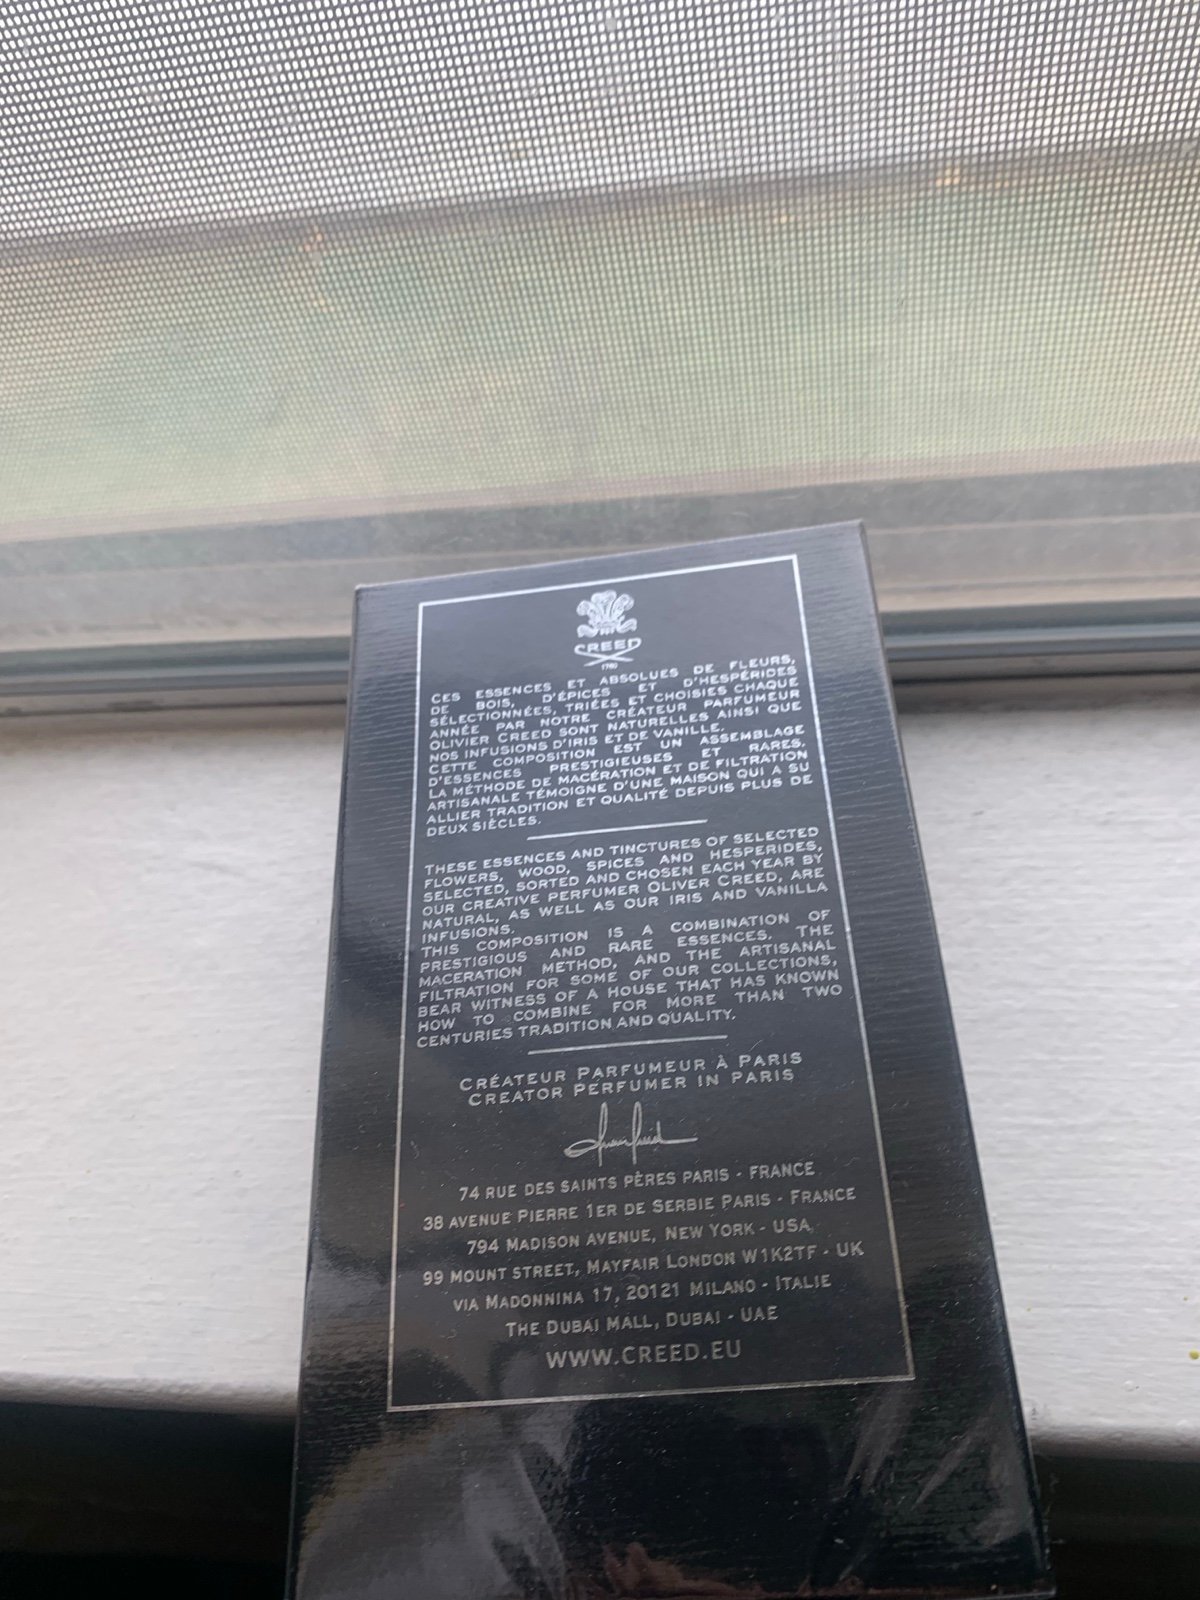 CREED
1760
CES ESSENCES ET ABSOLUES DE FLEURS,
DE BOIS, D'ÉPICES ET D'HESPÉRIDES
SÉLECTIONNÉES, TRIÉES ET CHOISIES CHAQUE
ANNÉE PAR NOTRE CRÉATEUR PARFUMEUR
OLIVIER CREED SONT NATURELLES AINSI QUE
NOS INFUSIONS D'IRIS ET DE VANILLE.
CETTE COMPOSITION EST UN ASSEMBLAGE
D'ESSENCES PRESTIGIEUSES ET RARES.
LA MÉTHODE DE MACÉRATION ET DE FILTRATION
ARTISANALE TÉMOIGNE D'UNE MAISON QUI A SU
ALLIER TRADITION ET QUALITÉ DEPUIS PLUS DE
DEUX SIÈCLES.
THESE ESSENCES AND TINCTURES OF SELECTED
FLOWERS, WOOD, SPICES AND HESPERIDES,
SELECTED, SORTED AND CHOSEN EACH YEAR BY
OUR CREATIVE PERFUMER OLIVER CREED, ARE
NATURAL, AS WELL AS OUR IRIS AND VANILLA
INFUSIONS.
THIS COMPOSITION IS A COMBINATION OF
PRESTIGIOUS AND RARE ESSENCES. THE
MACERATION METHOD, AND THE ARTISANAL
FILTRATION FOR SOME OF OUR COLLECTIONS,
BEAR WITNESS OF A HOUSE THAT HAS KNOWN
HOW TO COMBINE FOR MORE THAN TWO
CENTURIES TRADITION AND QUALITY.
CRÉATEUR PARFUMEUR À PARIS
CREATOR PERFUMER IN PARIS
74 RUE DES SAINTS PÈRES PARIS - FRANCE
38 AVENUE PIERRE 1ER DE SERBIE PARIS - FRANCE
794 MADISON AVENUE, NEW YORK - USA
99 MOUNT STREET, MAYFAIR LONDON W1K2TF - UK
VIA MADONNINA 17, 20121 MILANO - ITALIE
THE DUBAI MALL, DUBAI - UAE
WWW.CREED.EU